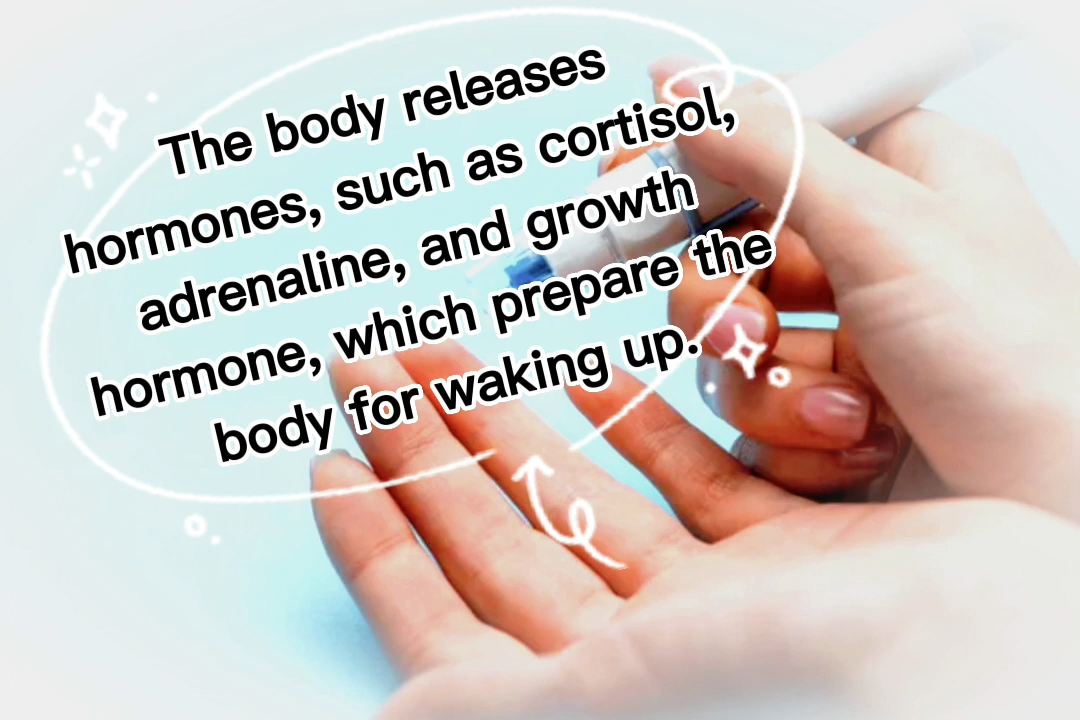 The body releases
hormones, such as cortisol,
adrenaline, and growth
hormone, which prepare the
body for waking up.